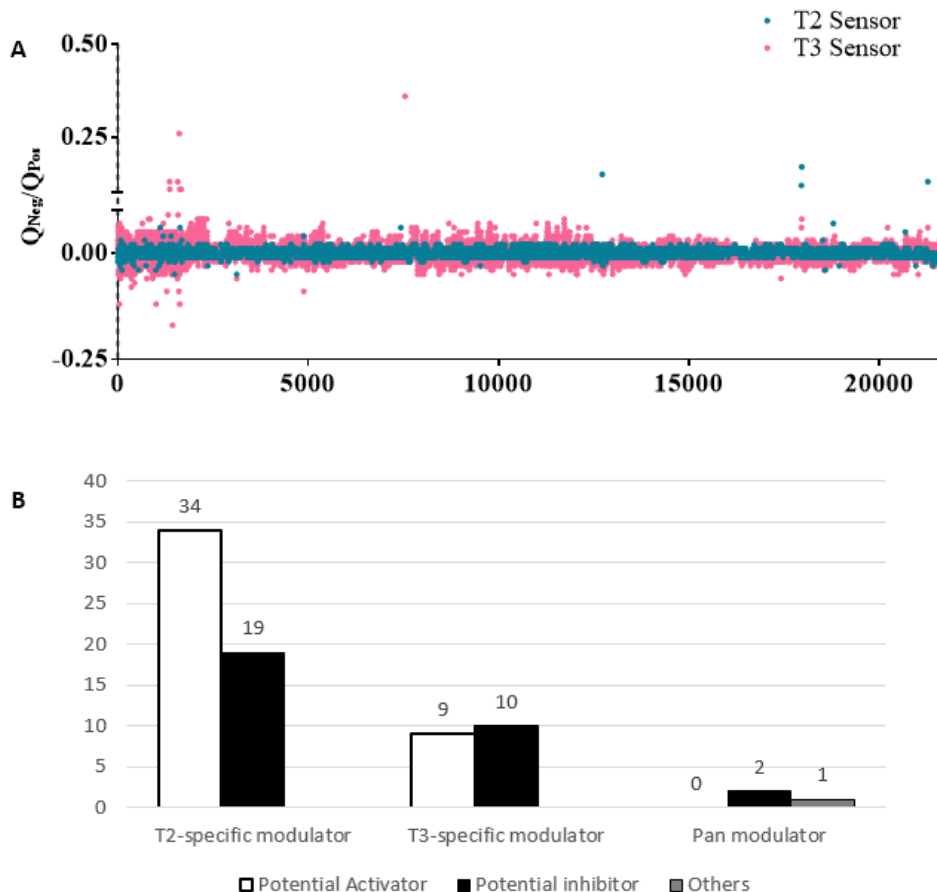 A
T2 Sensor
T3 Sensor
0.50
0.25
0.00
-0.25
QNeg/QPos
0 5000 10000 15000 20000
B
40
35
30
25
20
15
10
5
0
34
19
9
10
0
2
1
T2-specific modulator T3-specific modulator Pan modulator
Potential Activator Potential inhibitor Others